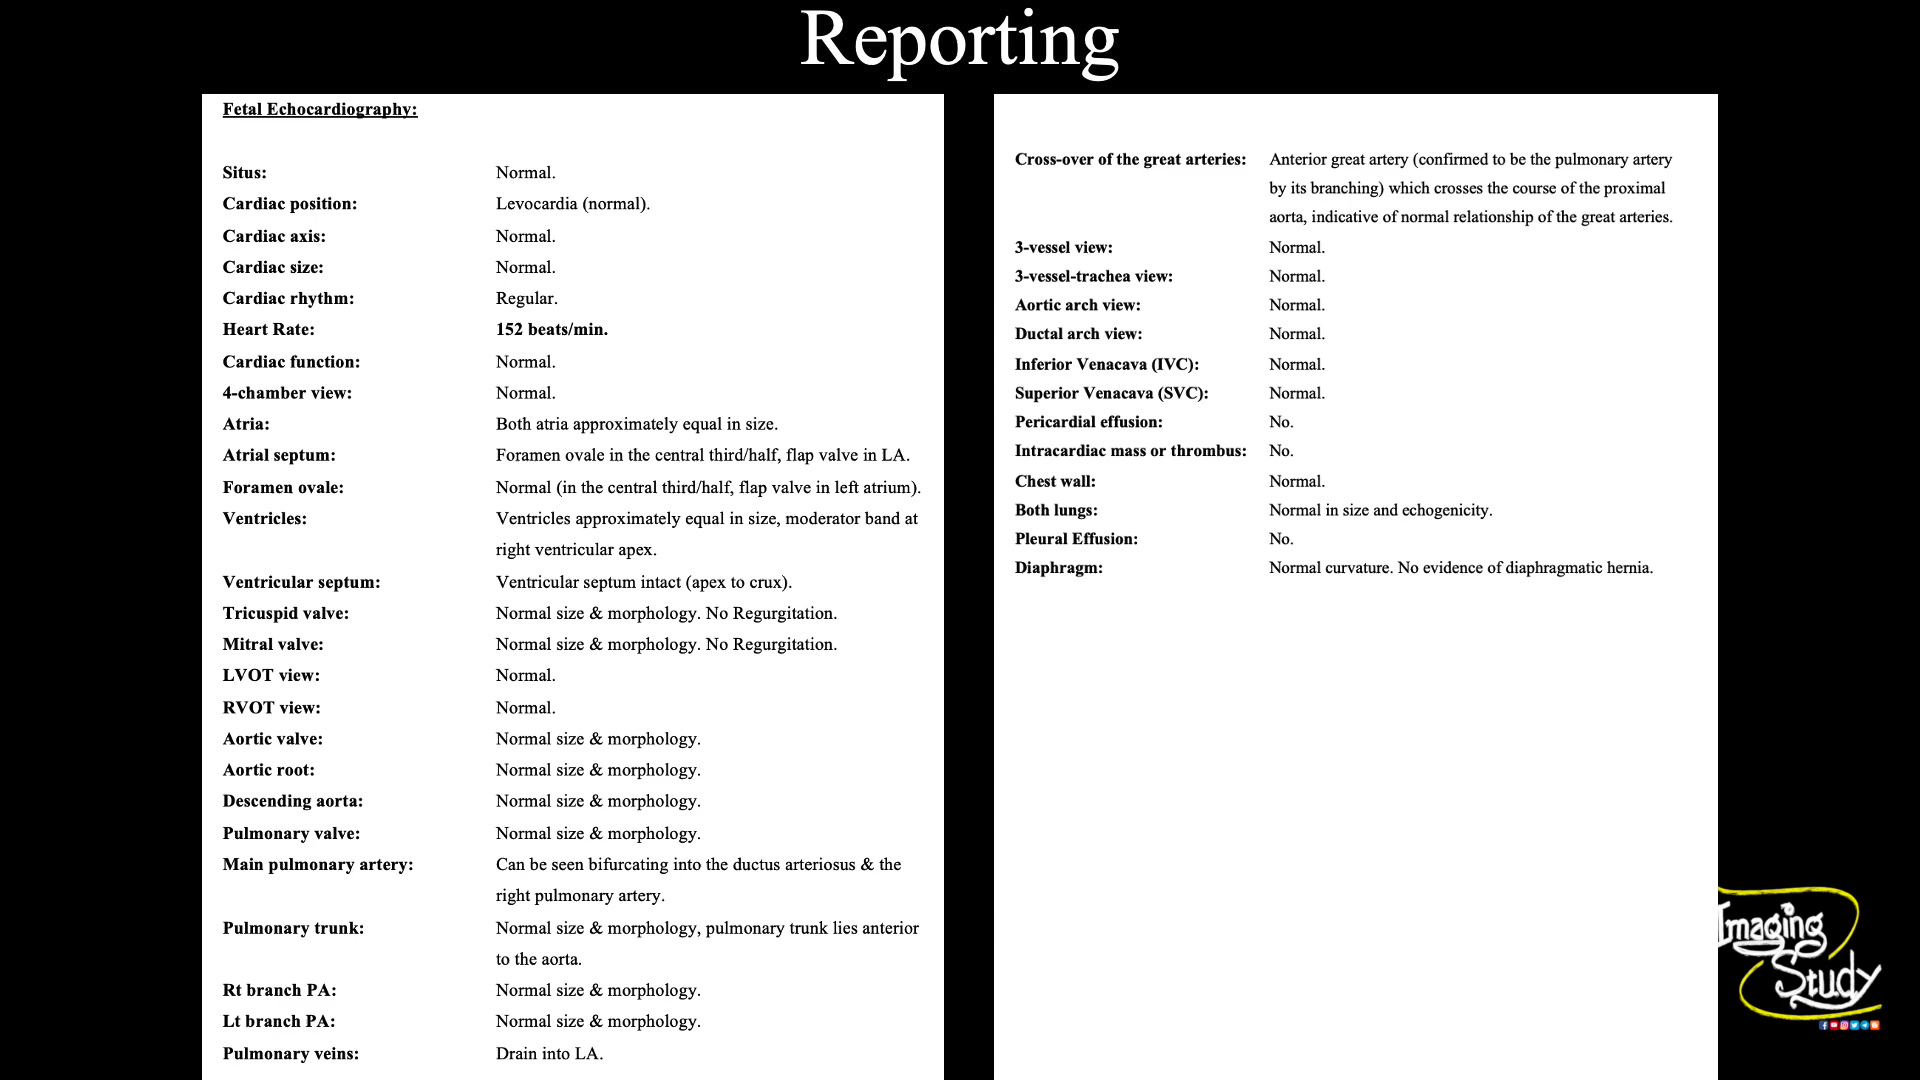 Reporting
Fetal Echocardiography:
Situs: Normal.
Cardiac position: Levocardia (normal).
Cardiac axis: Normal.
Cardiac size: Normal.
Cardiac rhythm: Regular.
Heart Rate: 152 beats/min.
Cardiac function: Normal.
4-chamber view: Normal.
Atria: Both atria approximately equal in size.
Atrial septum: Foramen ovale in the central third/half, flap valve in LA.
Foramen ovale: Normal (in the central third/half, flap valve in left atrium).
Ventricles: Ventricles approximately equal in size, moderator band at
right ventricular apex.
Ventricular septum: Ventricular septum intact (apex to crux).
Tricuspid valve: Normal size & morphology. No Regurgitation.
Mitral valve: Normal size & morphology. No Regurgitation.
LVOT view: Normal.
RVOT view: Normal.
Aortic valve: Normal size & morphology.
Aortic root: Normal size & morphology.
Descending aorta: Normal size & morphology.
Pulmonary valve: Normal size & morphology.
Main pulmonary artery: Can be seen bifurcating into the ductus arteriosus & the
right pulmonary artery.
Pulmonary trunk: Normal size & morphology, pulmonary trunk lies anterior
to the aorta.
Rt branch PA: Normal size & morphology.
Lt branch PA: Normal size & morphology.
Pulmonary veins: Drain into LA.
Cross-over of the great arteries: Anterior great artery (confirmed to be the pulmonary artery
by its branching) which crosses the course of the proximal
aorta, indicative of normal relationship of the great arteries.
3-vessel view: Normal.
3-vessel-trachea view: Normal.
Aortic arch view: Normal.
Ductal arch view: Normal.
Inferior Venacava (IVC): Normal.
Superior Venacava (SVC): Normal.
Pericardial effusion: No.
Intracardiac mass or thrombus: No.
Chest wall: Normal.
Both lungs: Normal in size and echogenicity.
Pleural Effusion: No.
Diaphragm: Normal curvature. No evidence of diaphragmatic hernia.
Imaging
Study